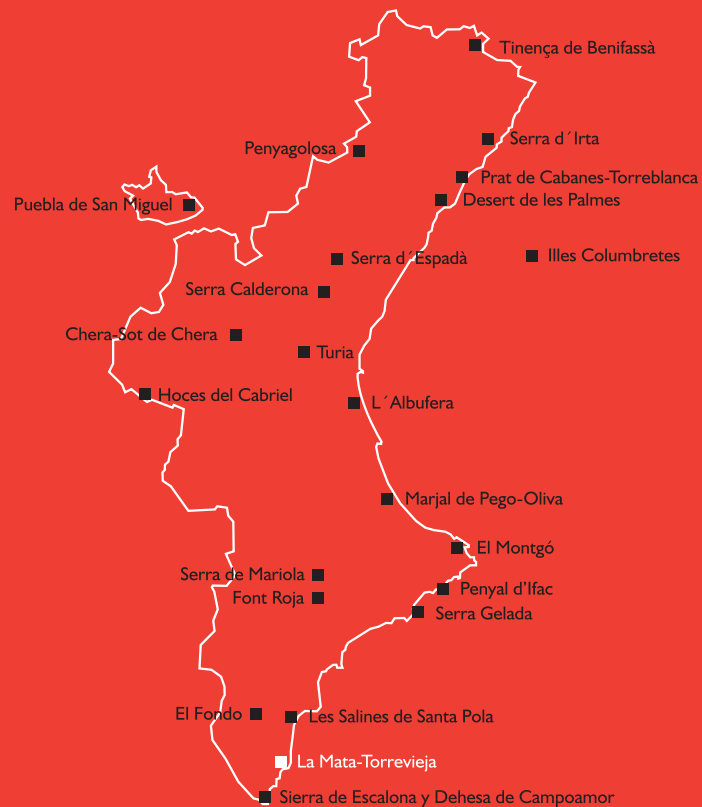 Tinença de Benifassà
Serra d´Irta
Penyagolosa
Prat de Cabanes-Torreblanca
Desert de les Palmes
Puebla de San Miguel
Illes Columbretes
Serra d´Espadà
Serra Calderona
Chera-Sot de Chera
Turia
Hoces del Cabriel
L´Albufera
Marjal de Pego-Oliva
El Montgó
Serra de Mariola
Penyal d'Ifac
Font Roja
Serra Gelada
El Fondo
Les Salines de Santa Pola
La Mata-Torrevieja
Sierra de Escalona y Dehesa de Campoamor